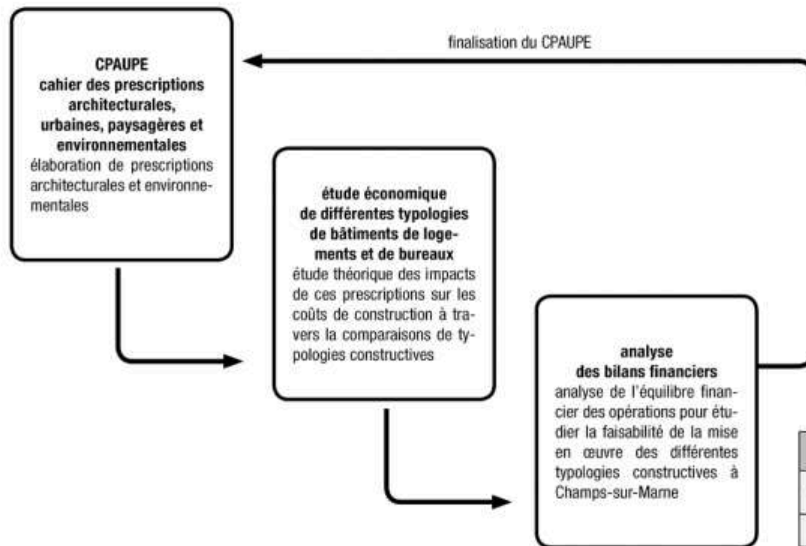 finalisation du CPAUPE
CPAUPE
cahier des prescriptions
architecturales,
urbaines, paysagères et
environnementales
élaboration de prescriptions
architecturales et environne-
mentales
étude économique
de différentes typologies
de bâtiments de loge-
ments et de bureaux
étude théorique des impacts
de ces prescriptions sur les
coûts de construction à tra-
vers la comparaisons de ty-
pologies constructives
analyse
des bilans financiers
analyse de l'équilibre finan-
cier des opérations pour étu-
dier la faisabilité de la mise
en œuvre des différentes
typologies constructives à
Champs-sur-Marne